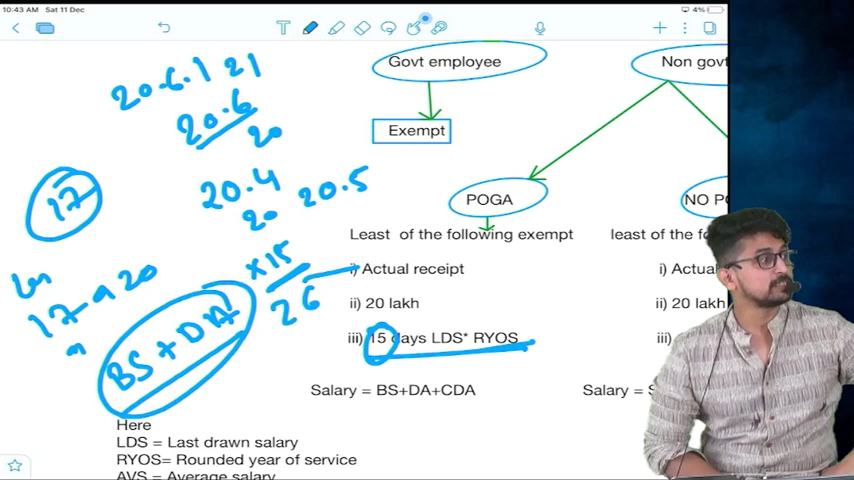 10:43 AM Sat 11 Dec
4%
20.6.1 21
20.6
20
17
20.4 20.5
20
×15
26
17 20
BS+DA
Govt employee
Non govt
Exempt
POGA
NO PO
Least of the following exempt
least of the fo
i) Actual receipt
i) Actua
ii) 20 lakh
ii) 20 lakh
iii) 15 days LDS* RYOS
iii)
Salary = BS+DA+CDA
Salary = S
Here
LDS = Last drawn salary
RYOS= Rounded year of service
AVS = Average salary